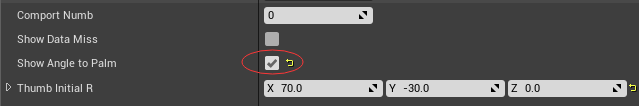 Comport Numb 0
Show Data Miss
Show Angle to Palm
Thumb Initial R X 70.0 Y -30.0 Z 0.0